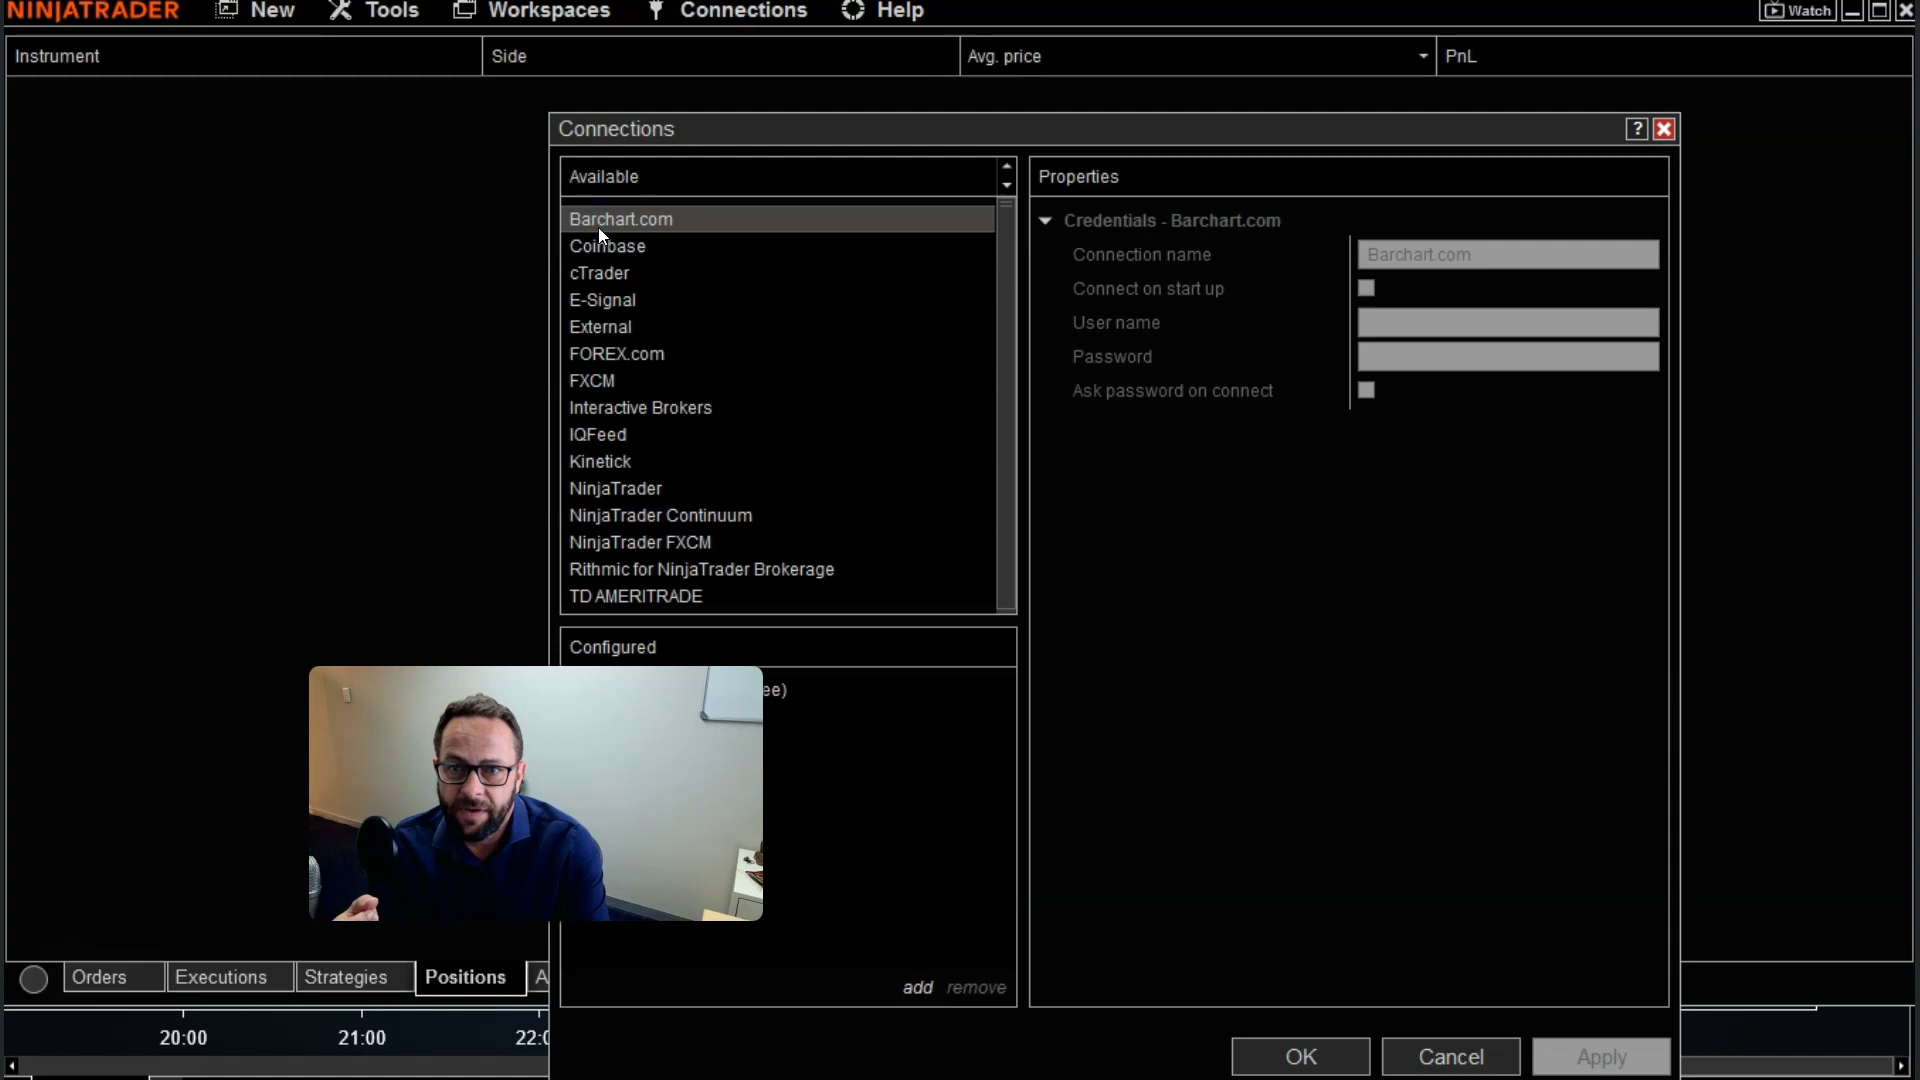 NINJATRADER New Tools Workspaces Connections Help Watch
Instrument Side Avg. price PnL
Connections ?
Available
Barchart.com
Coinbase
cTrader
E-Signal
External
FOREX.com
FXCM
Interactive Brokers
IQFeed
Kinetick
NinjaTrader
NinjaTrader Continuum
NinjaTrader FXCM
Rithmic for NinjaTrader Brokerage
TD AMERITRADE
Configured
ee)
add remove
Properties
Credentials - Barchart.com
Connection name Barchart.com
Connect on start up
User name
Password
Ask password on connect
Orders Executions Strategies Positions A
20:00 21:00 22:0
OK Cancel Apply